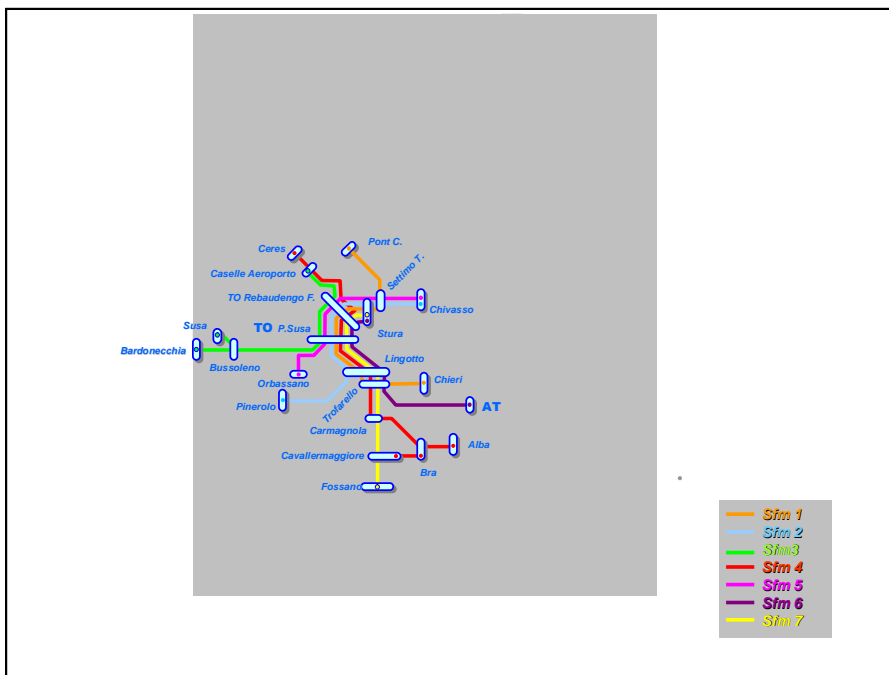 Pont C.
Ceres
Settimo T.
Caselle Aeroporto
TO Rebaudengo F.
Chivasso
Susa
TO P.Susa
Stura
Bardonecchia
Lingotto
Bussoleno
Orbassano
Chieri
Pinerolo
Trofarello
AT
Carmagnola
Alba
Cavallermaggiore
Bra
Fossano
Sfm 1
Sfm 2
Sfm3
Sfm 4
Sfm 5
Sfm 6
Sfm 7